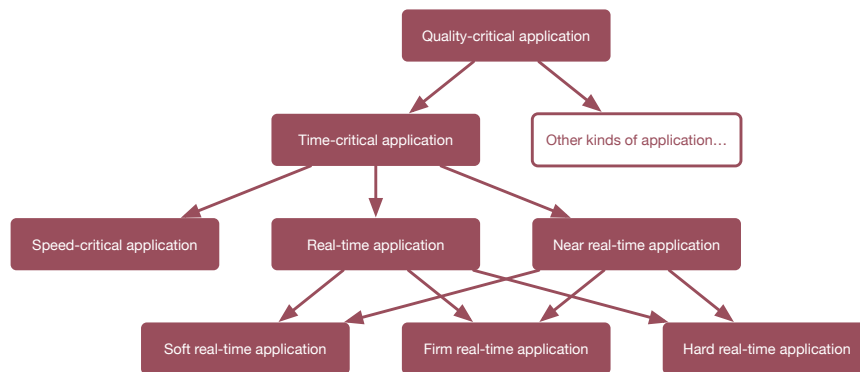 Quality-critical application
Time-critical application
Other kinds of application…
Speed-critical application
Real-time application
Near real-time application
Soft real-time application
Firm real-time application
Hard real-time application